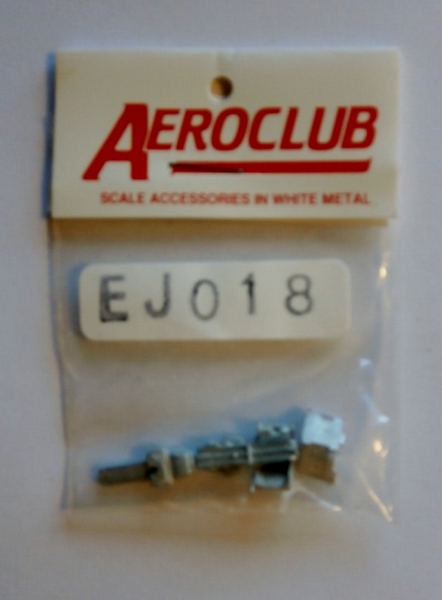 AEROCLUB
SCALE ACCESSORIES IN WHITE METAL
EJ018